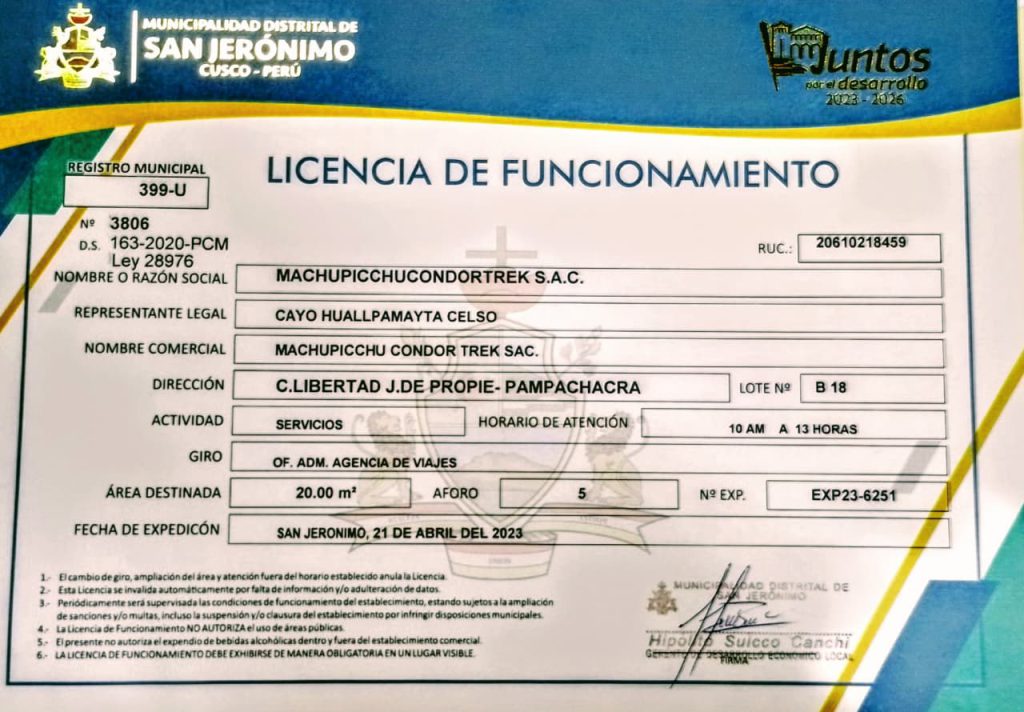 MUNICIPALIDAD DISTRITAL DE
SAN JERÓNIMO
CUSCO - PERÚ
Juntos
por el desarrollo
2023 - 2026
REGISTRO MUNICIPAL
399-U
LICENCIA DE FUNCIONAMIENTO
Nº 3806
D.S. 163-2020-PCM
Ley 28976
RUC.: 20610218459
NOMBRE O RAZÓN SOCIAL MACHUPICCHUCONDORTREK S.A.C.
REPRESENTANTE LEGAL CAYO HUALLPAMAYTA CELSO
NOMBRE COMERCIAL MACHUPICCHU CONDOR TREK SAC.
DIRECCIÓN C.LIBERTAD J.DE PROPIE- PAMPACHACRA LOTE Nº B 18
ACTIVIDAD SERVICIOS HORARIO DE ATENCIÓN 10 AM A 13 HORAS
GIRO OF. ADM. AGENCIA DE VIAJES
ÁREA DESTINADA 20.00 m² AFORO 5 Nº EXP. EXP23-6251
FECHA DE EXPEDICÓN SAN JERONIMO, 21 DE ABRIL DEL 2023
1.- El cambio de giro, ampliación del área y atención fuera del horario establecido anula la Licencia.
2.- Esta Licencia se invalida automáticamente por falta de información y/o adulteración de datos.
3.- Periódicamente será supervisada las condiciones de funcionamiento del establecimiento, estando sujetos a la ampliación
de sanciones y/o multas, incluso la suspensión y/o clausura del establecimiento por infringir disposiciones municipales.
4.- La Licencia de Funcionamiento NO AUTORIZA el uso de áreas públicas.
5.- El presente no autoriza el expendio de bebidas alcohólicas dentro y fuera del establecimiento comercial.
6.- LA LICENCIA DE FUNCIONAMIENTO DEBE EXHIBIRSE DE MANERA OBLIGATORIA EN UN LUGAR VISIBLE.
MUNICIPALIDAD DISTRITAL DE
SAN JERÓNIMO
Hipolito Suicco Canchi
GERENTE DE DESARROLLO ECONOMICO LOCAL
FIRMA